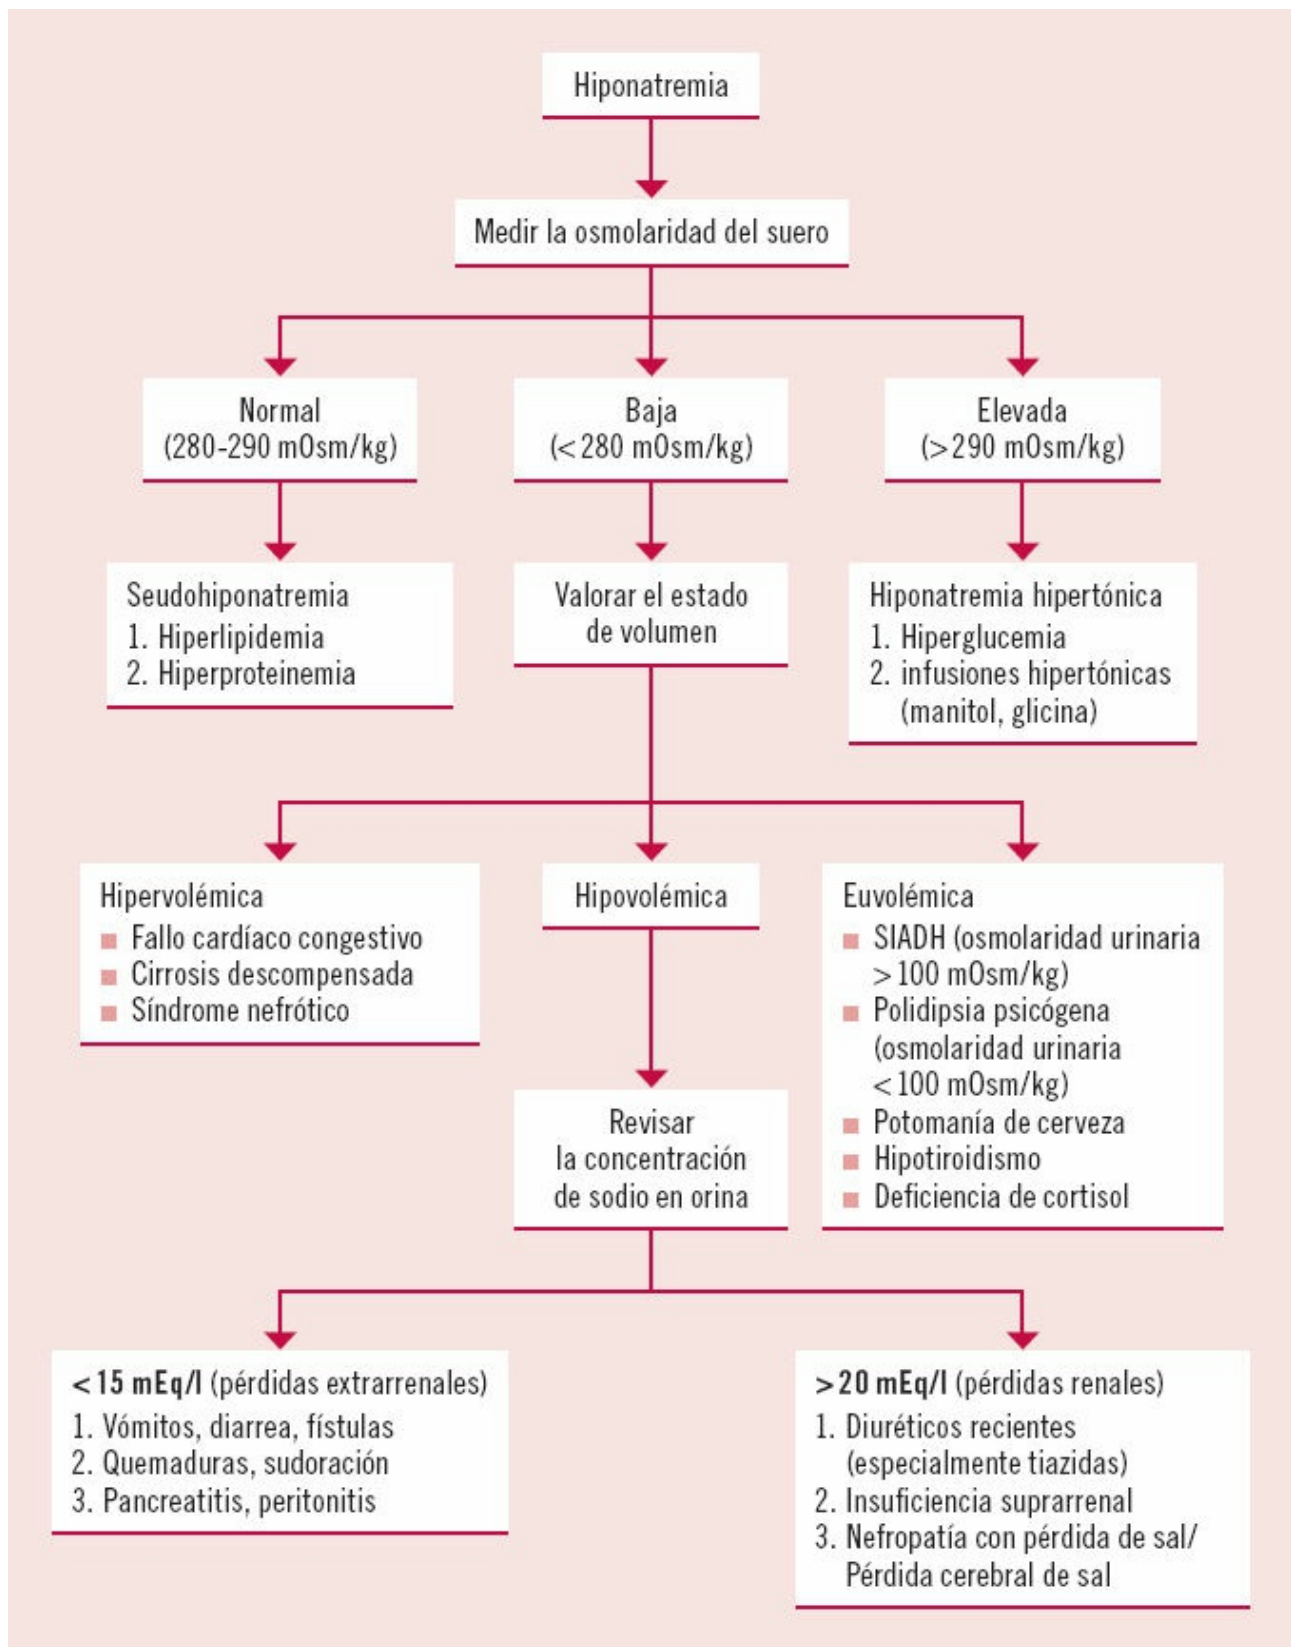 Hiponatremia
Medir la osmolaridad del suero
Normal
(280-290 mOsm/kg)
Baja
(<280 mOsm/kg)
Elevada
(>290 mOsm/kg)
Seudohiponatremia
1. Hiperlipidemia
2. Hiperproteinemia
Valorar el estado
de volumen
Hiponatremia hipertónica
1. Hiperglucemia
2. infusiones hipertónicas
(manitol, glicina)
Hipervolémica
■ Fallo cardíaco congestivo
■ Cirrosis descompensada
■ Síndrome nefrótico
Hipovolémica
Euvolémica
■ SIADH (osmolaridad urinaria
>100 mOsm/kg)
■ Polidipsia psicógena
(osmolaridad urinaria
<100 mOsm/kg)
■ Potomanía de cerveza
■ Hipotiroidismo
■ Deficiencia de cortisol
Revisar
la concentración
de sodio en orina
<15 mEq/l (pérdidas extrarrenales)
1. Vómitos, diarrea, fístulas
2. Quemaduras, sudoración
3. Pancreatitis, peritonitis
>20 mEq/l (pérdidas renales)
1. Diuréticos recientes
(especialmente tiazidas)
2. Insuficiencia suprarrenal
3. Nefropatía con pérdida de sal/
Pérdida cerebral de sal